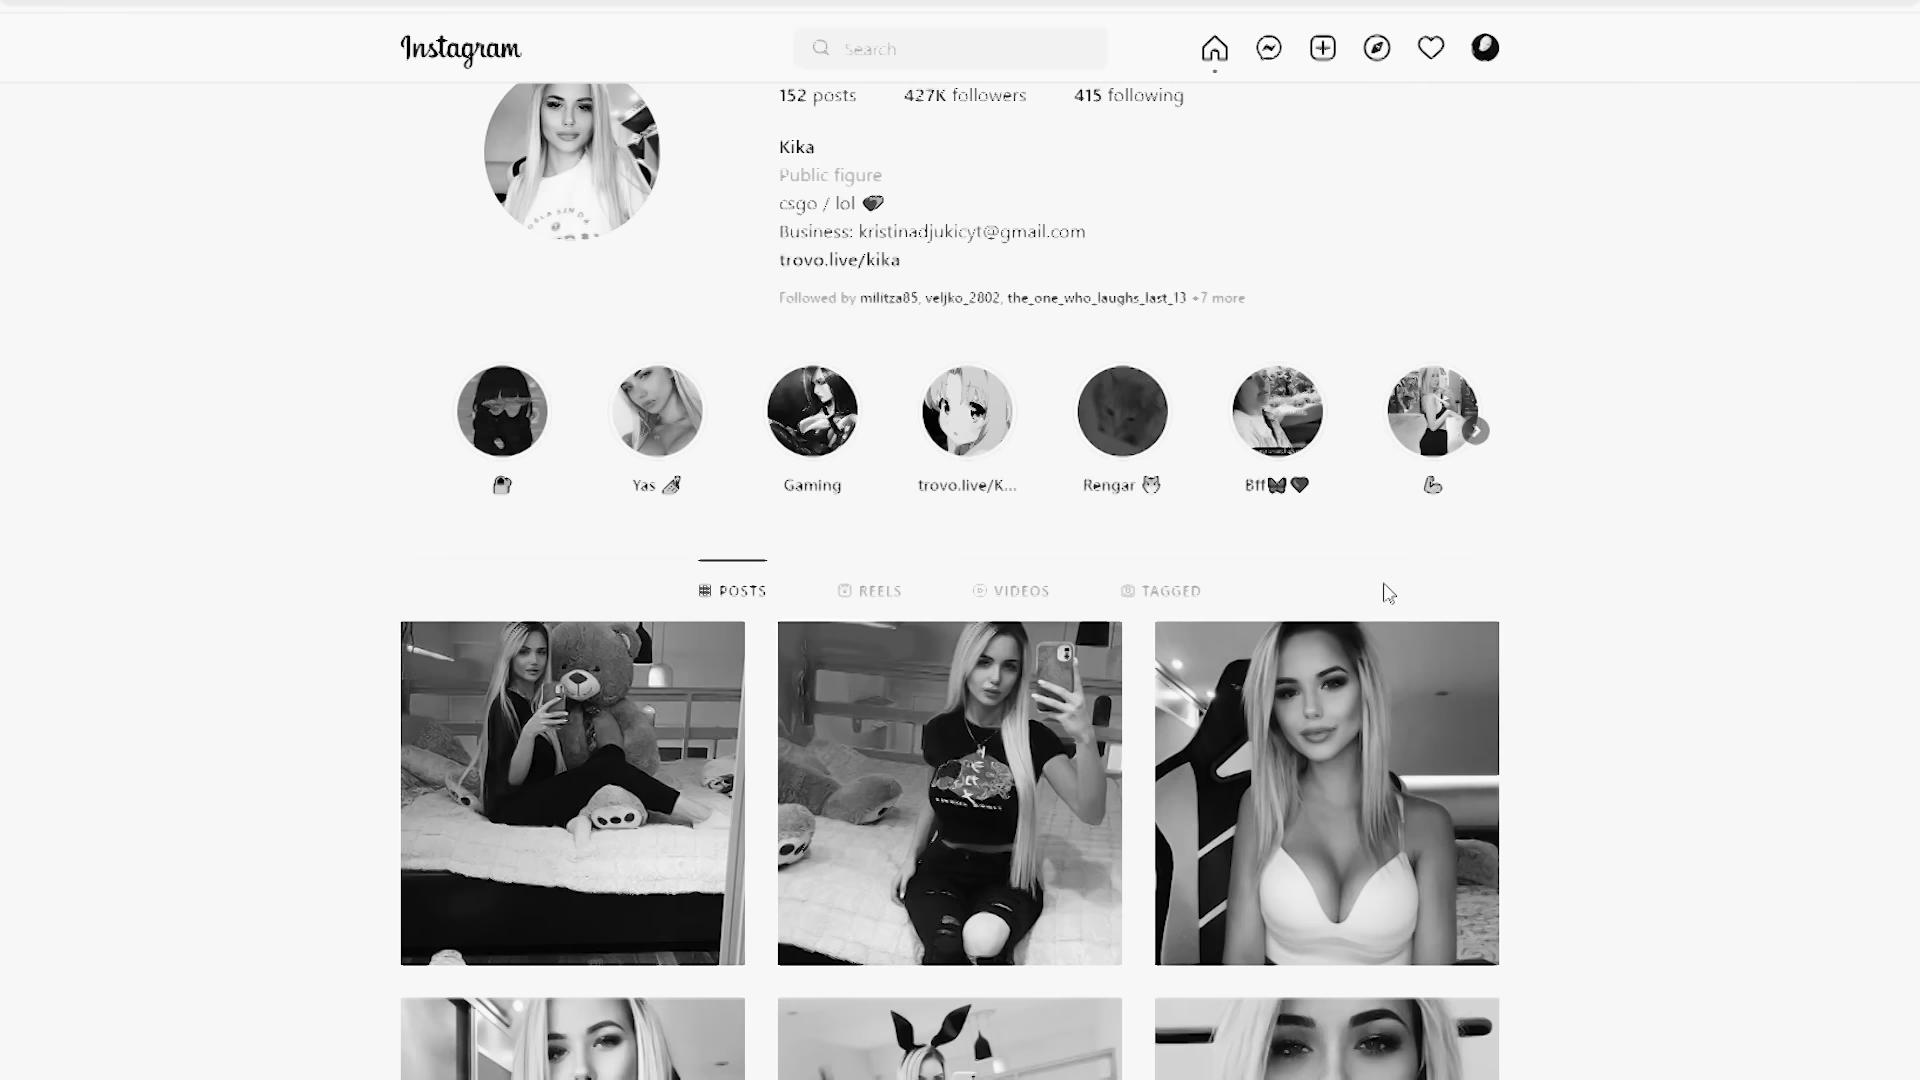 Instagram
Search
152 posts 427K followers 415 following
Kika
Public figure
csgo / lol
Business: kristinadjukicyt@gmail.com
trovo.live/kika
Followed by militza85, veljko_2802, the_one_who_laughs_last_13 +7 more
Yas Gaming trovo.live/K... Rengar Bff
POSTS REELS VIDEOS TAGGED